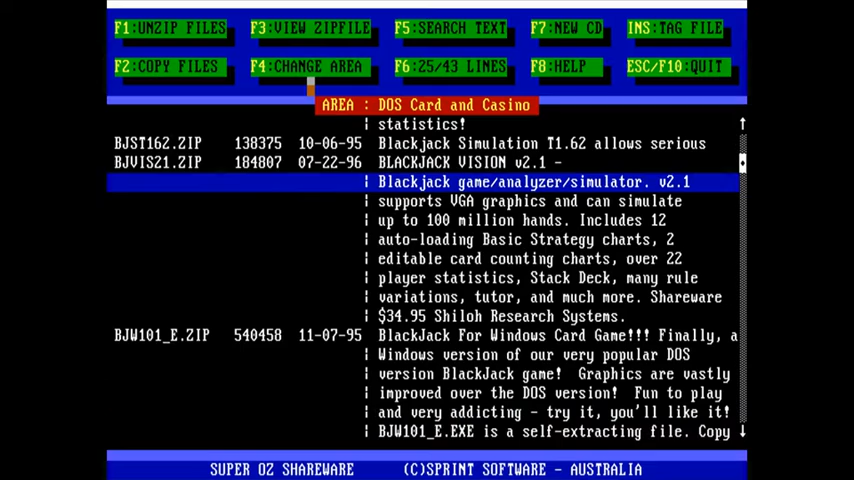 F1:UNZIP FILES F3:VIEW ZIPFILE F5:SEARCH TEXT F7:NEW CD INS:TAG FILE
F2:COPY FILES F4:CHANGE AREA F6:25/43 LINES F8:HELP ESC/F10:QUIT
AREA : DOS Card and Casino
¦ statistics!
BJST162.ZIP 138375 10-06-95 Blackjack Simulation T1.62 allows serious
BJVIS21.ZIP 184807 07-22-96 BLACKJACK VISION v2.1 -
¦ Blackjack game/analyzer/simulator. v2.1
¦ supports VGA graphics and can simulate
¦ up to 100 million hands. Includes 12
¦ auto-loading Basic Strategy charts, 2
¦ editable card counting charts, over 22
¦ player statistics, Stack Deck, many rule
¦ variations, tutor, and much more. Shareware
¦ $34.95 Shiloh Research Systems.
BJW101_E.ZIP 540458 11-07-95 BlackJack For Windows Card Game!!! Finally, a
¦ Windows version of our very popular DOS
¦ version BlackJack game! Graphics are vastly
¦ improved over the DOS version! Fun to play
¦ and very addicting - try it, you'll like it!
¦ BJW101_E.EXE is a self-extracting file. Copy
SUPER OZ SHAREWARE (C)SPRINT SOFTWARE - AUSTRALIA